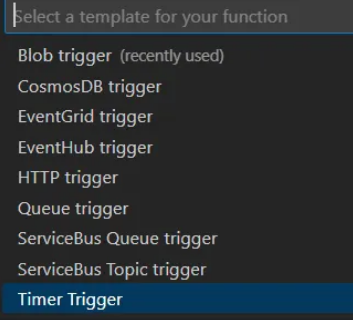 Select a template for your function
Blob trigger (recently used)
CosmosDB trigger
EventGrid trigger
EventHub trigger
HTTP trigger
Queue trigger
ServiceBus Queue trigger
ServiceBus Topic trigger
Timer Trigger